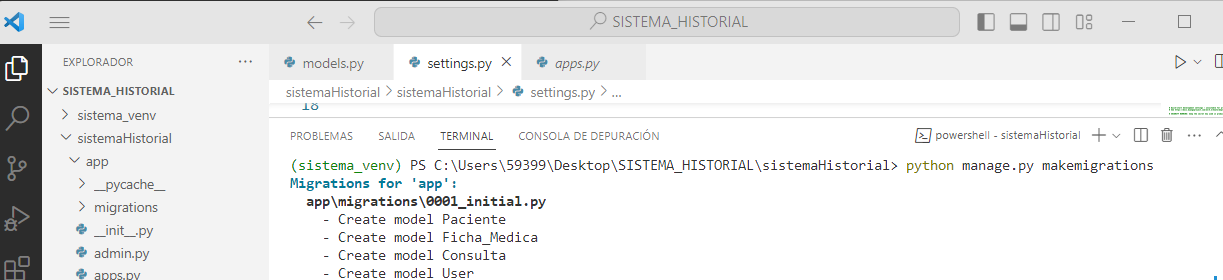 SISTEMA_HISTORIAL
EXPLORADOR
SISTEMA_HISTORIAL
sistema_venv
sistemaHistorial
app
__pycache__
migrations
__init__.py
admin.py
apps.py
models.py
settings.py
apps.py
sistemaHistorial > sistemaHistorial > settings.py > ...
18
PROBLEMAS SALIDA TERMINAL CONSOLA DE DEPURACIÓN powershell - sistemaHistorial
(sistema_venv) PS C:\Users\59399\Desktop\SISTEMA_HISTORIAL\sistemaHistorial> python manage.py makemigrations
Migrations for 'app':
app\migrations\0001_initial.py
- Create model Paciente
- Create model Ficha_Medica
- Create model Consulta
- Create model User